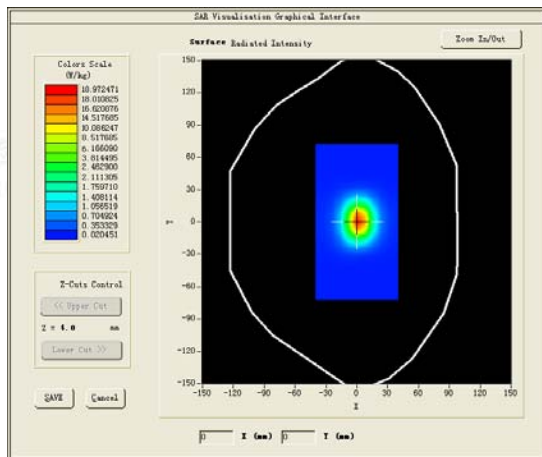 SAR Visualisation Graphical Interface
Surface Radiated Intensity
Zoom In/Out
Colors Scale
(W/kg)
18.972471
18.010825
16.620876
14.517685
10.086247
8.517685
6.166090
3.814495
2.462900
2.111305
1.759710
1.408114
1.056519
0.704924
0.353329
0.020451
Z-Cuts Control
<< Upper Cut
Z = 4.0 mm
Lower Cut >>
SAVE Cancel
150-
120-
90-
60-
30-
0-
-30-
-60-
-90-
-120-
-150-
Y
-150 -120 -90 -60 -30 0 30 60 90 120 150
X
0 X (mm) 0 Y (mm)